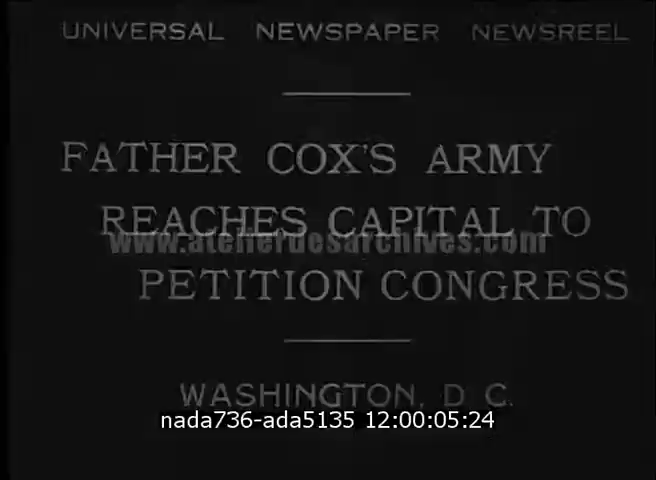 UNIVERSAL NEWSPAPER NEWSREEL
FATHER COX'S ARMY
REACHES CAPITAL TO
www.atelierdesarchives.com
PETITION CONGRESS
WASHINGTON, D C.
nada736-ada5135 12:00:05:24